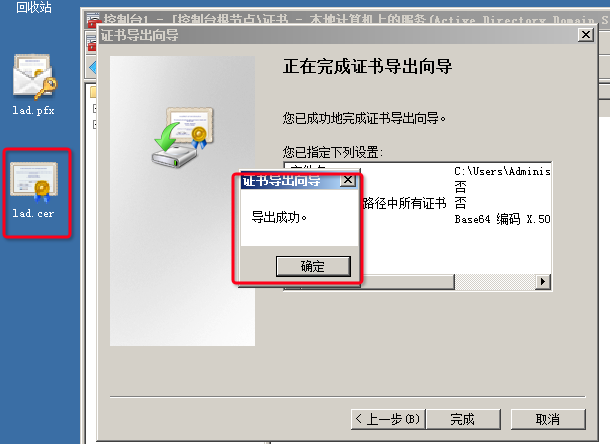 回收站
控制台1 - [控制台根节点\证书 - 本地计算机上的服务(Active Directory Domain S
证书导出向导
lad.pfx
lad.cer
正在完成证书导出向导
您已成功地完成证书导出向导。
您已指定下列设置:
文件名 C:\Users\Adminis
否
路径中所有证书 否
Base64 编码 X.50
证书导出向导
导出成功。
确定
< 上一步(B)
完成
取消